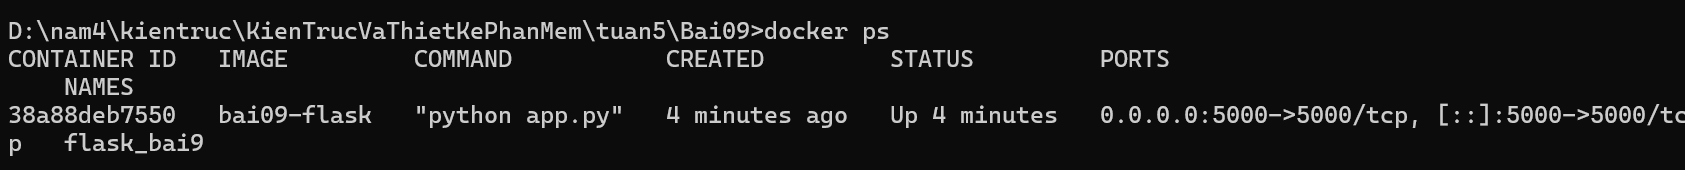 D:\nam4\kientruc\KienTrucVaThietKePhanMem\tuan5\Bai09>docker ps
CONTAINER ID   IMAGE         COMMAND           CREATED         STATUS         PORTS
    NAMES
38a88deb7550   bai09-flask   "python app.py"   4 minutes ago   Up 4 minutes   0.0.0.0:5000->5000/tcp, [::]:5000->5000/tc
p   flask_bai9